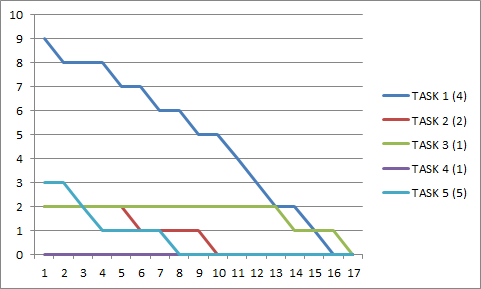 10
9
8
7
6
5
4
3
2
1
0
1 2 3 4 5 6 7 8 9 10 11 12 13 14 15 16 17
TASK 1 (4)
TASK 2 (2)
TASK 3 (1)
TASK 4 (1)
TASK 5 (5)